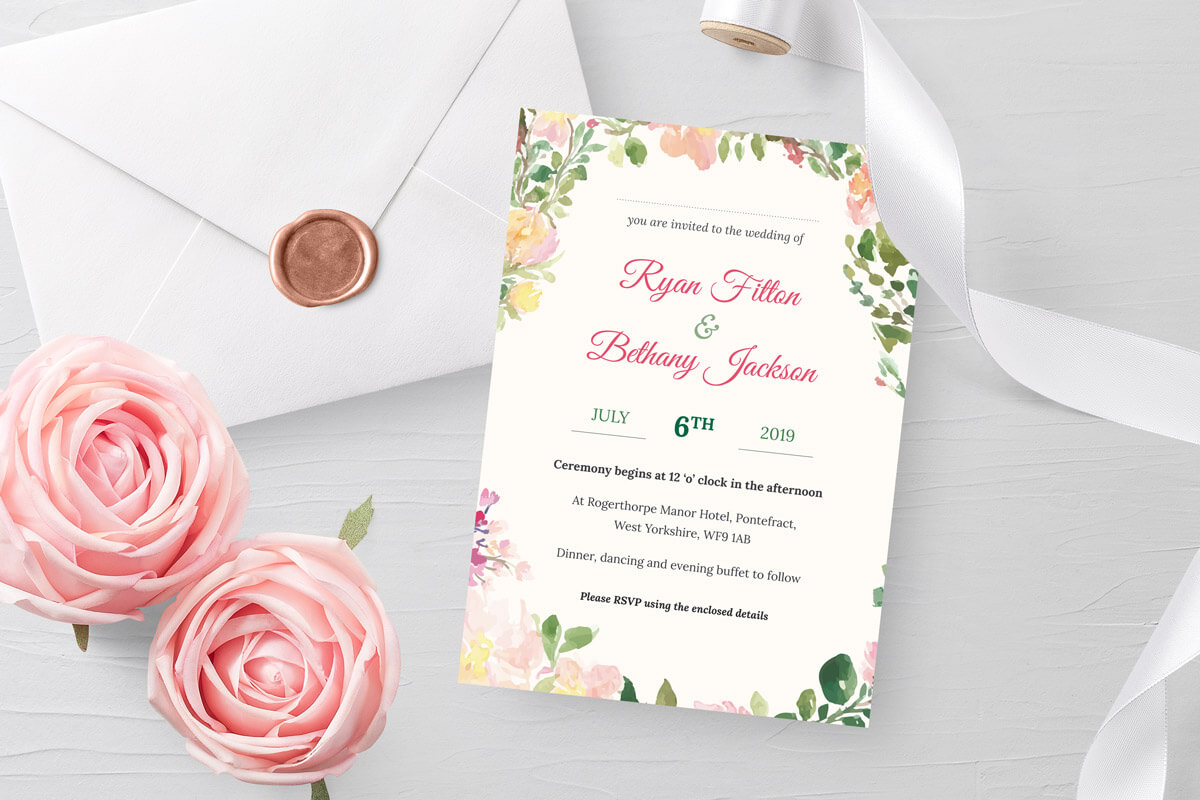 you are invited to the wedding of
Ryan Fitton
&
Bethany Jackson
JULY 6TH 2019
Ceremony begins at 12 'o' clock in the afternoon
At Rogerthorpe Manor Hotel, Pontefract,
West Yorkshire, WF9 1AB
Dinner, dancing and evening buffet to follow
Please RSVP using the enclosed details